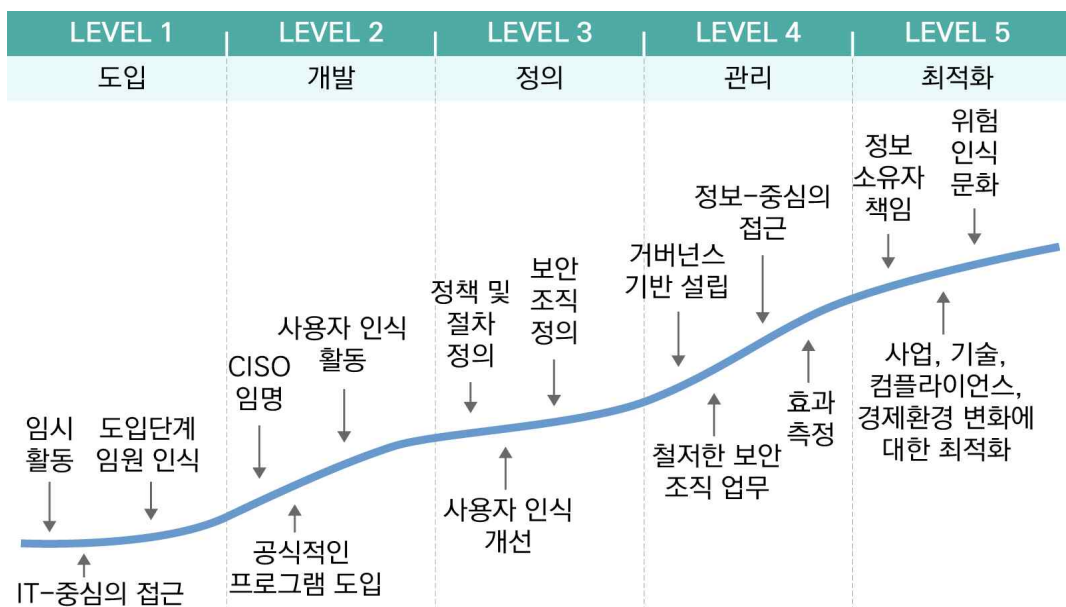 LEVEL 1
LEVEL 2
LEVEL 3
LEVEL 4
LEVEL 5
도입
개발
정의
관리
최적화
임시
활동
도입단계
임원 인식
IT-중심의 접근
CISO
임명
사용자 인식
활동
공식적인
프로그램 도입
정책 및
절차
정의
보안
조직
정의
사용자 인식
개선
거버넌스
기반 설립
정보-중심의
접근
철저한 보안
조직 업무
효과
측정
정보
소유자
책임
위험
인식
문화
사업, 기술,
컴플라이언스,
경제환경 변화에
대한 최적화